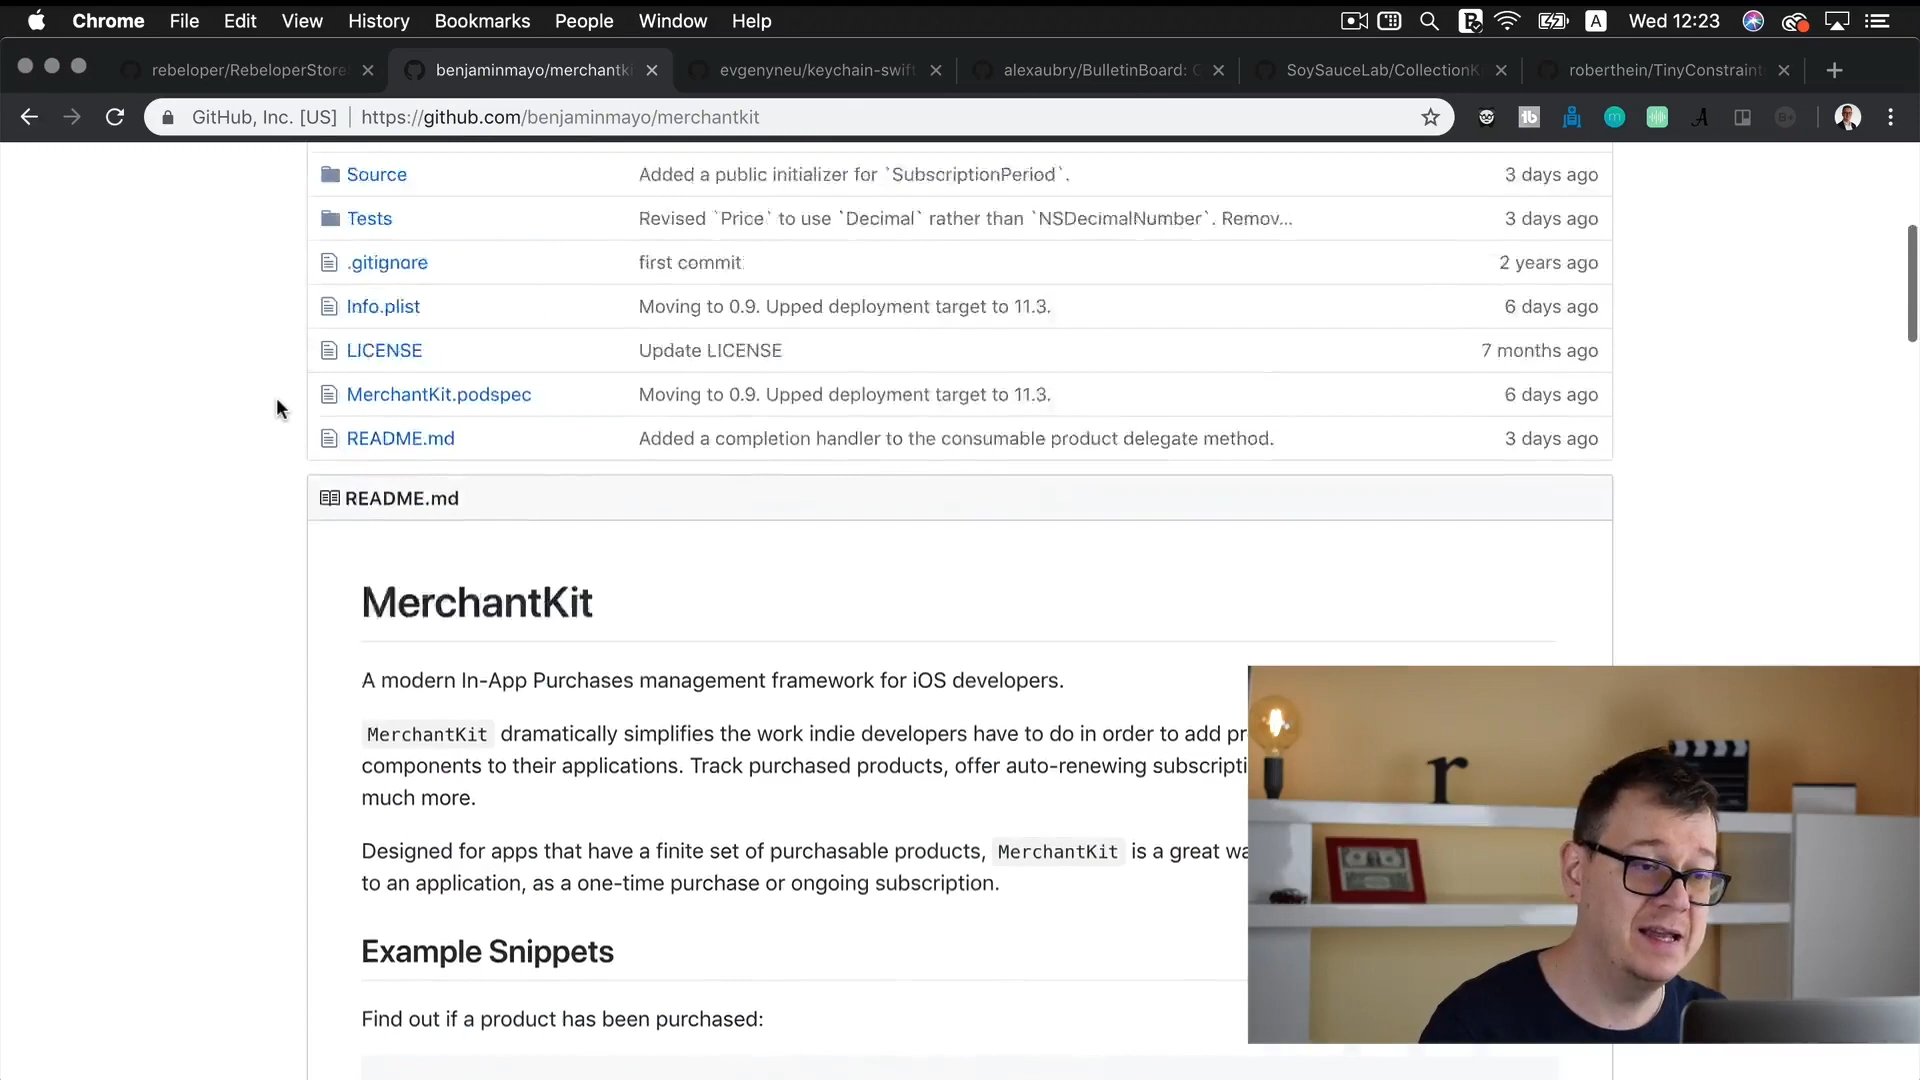 Chrome File Edit View History Bookmarks People Window Help A Wed 12:23
rebeloper/RebeloperStore benjaminmayo/merchantki evgenyneu/keychain-swift alexaubry/BulletinBoard: SoySauceLab/CollectionK roberthein/TinyConstraint
GitHub, Inc. [US] https://github.com/benjaminmayo/merchantkit
Source Added a public initializer for `SubscriptionPeriod`. 3 days ago
Tests Revised `Price` to use `Decimal` rather than `NSDecimalNumber`. Remov... 3 days ago
.gitignore first commit 2 years ago
Info.plist Moving to 0.9. Upped deployment target to 11.3. 6 days ago
LICENSE Update LICENSE 7 months ago
MerchantKit.podspec Moving to 0.9. Upped deployment target to 11.3. 6 days ago
README.md Added a completion handler to the consumable product delegate method. 3 days ago
README.md
MerchantKit
A modern In-App Purchases management framework for iOS developers.
MerchantKit dramatically simplifies the work indie developers have to do in order to add pr
components to their applications. Track purchased products, offer auto-renewing subscripti
much more.
Designed for apps that have a finite set of purchasable products, MerchantKit is a great wa
to an application, as a one-time purchase or ongoing subscription.
Example Snippets
Find out if a product has been purchased:
r